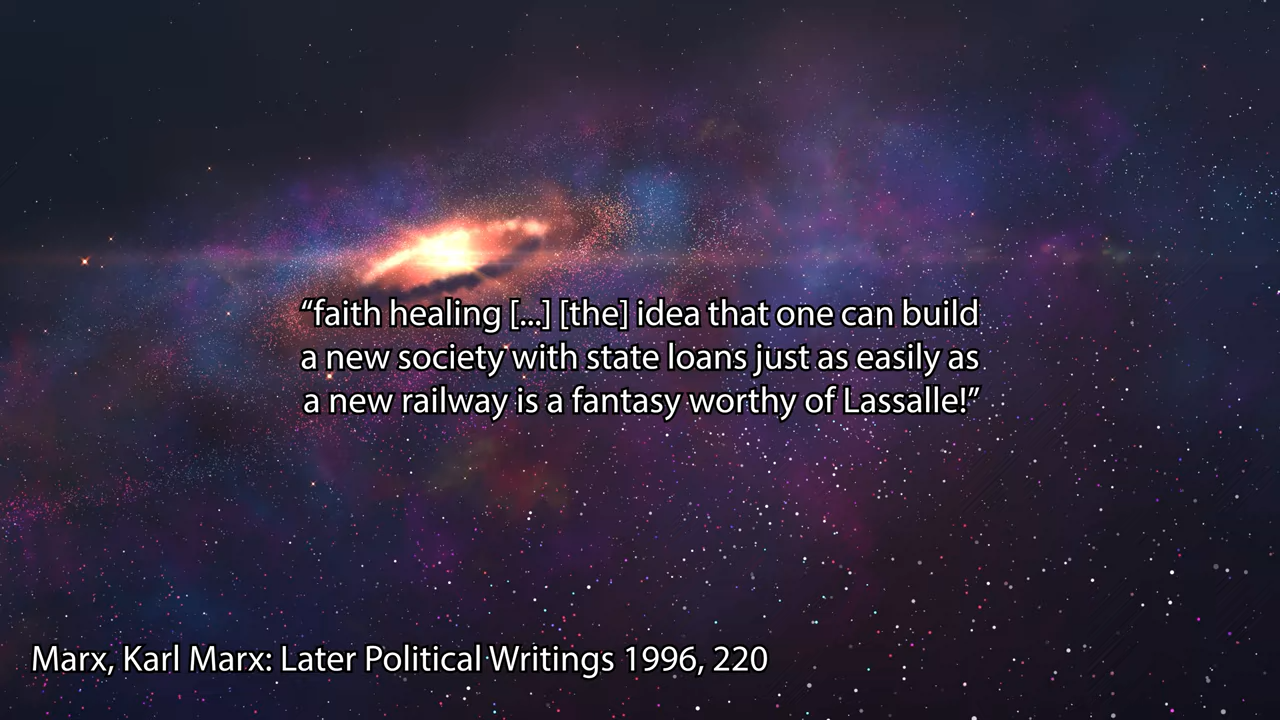 “faith healing [...] [the] idea that one can build
a new society with state loans just as easily as
a new railway is a fantasy worthy of Lassalle!”
Marx, Karl Marx: Later Political Writings 1996, 220